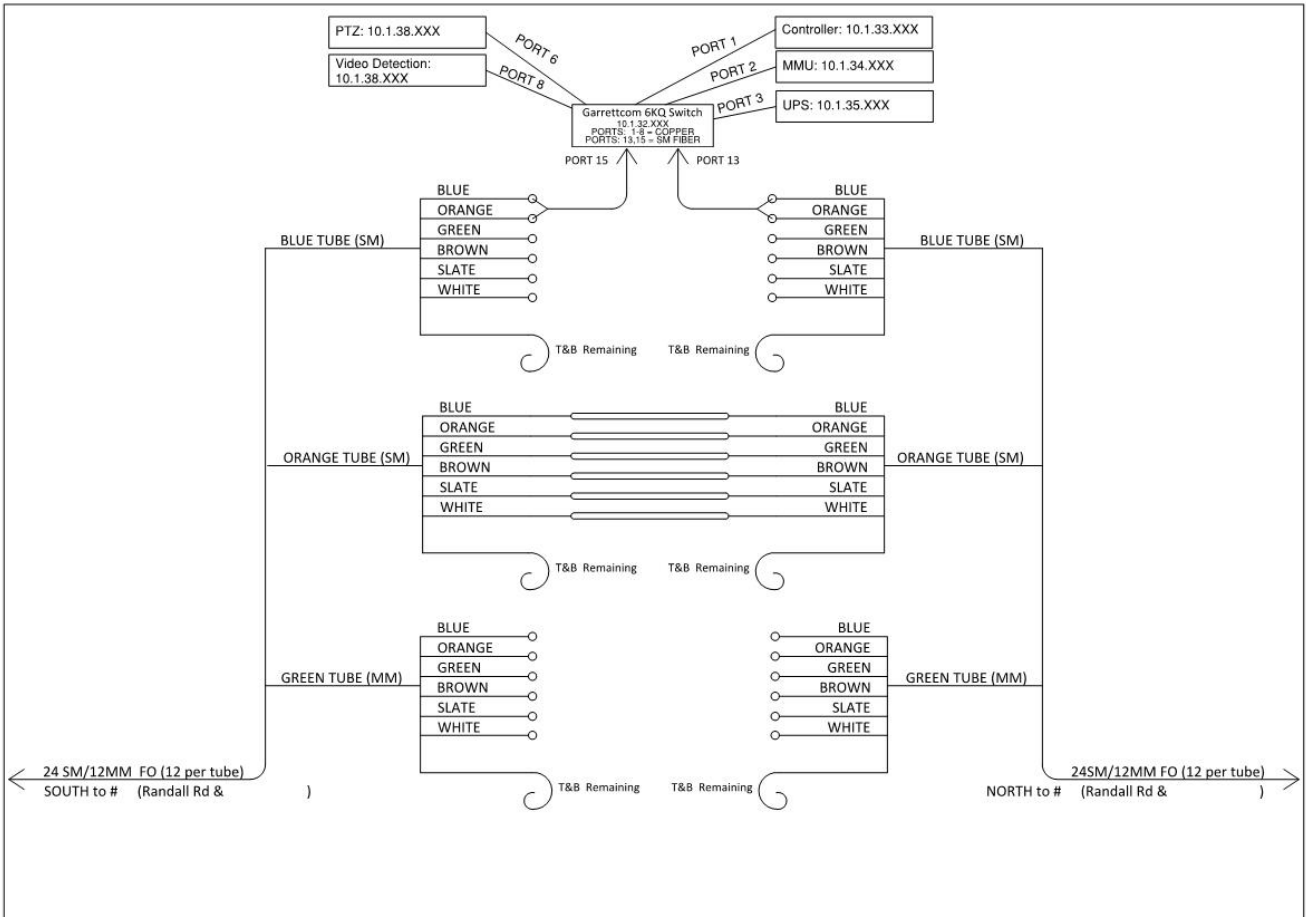 PTZ: 10.1.38.XXX
Video Detection:
10.1.38.XXX
PORT 6
PORT 8
PORT 1
PORT 2
PORT 3
Controller: 10.1.33.XXX
MMU: 10.1.34.XXX
UPS: 10.1.35.XXX
Garrettcom 6KQ Switch
10.1.32.XXX
PORTS: 1-8 = COPPER
PORTS: 13,15 = SM FIBER
PORT 15
PORT 13
BLUE TUBE (SM)
BLUE
ORANGE
GREEN
BROWN
SLATE
WHITE
T&B Remaining
BLUE
ORANGE
GREEN
BROWN
SLATE
WHITE
T&B Remaining
BLUE TUBE (SM)
ORANGE TUBE (SM)
BLUE
ORANGE
GREEN
BROWN
SLATE
WHITE
T&B Remaining
BLUE
ORANGE
GREEN
BROWN
SLATE
WHITE
T&B Remaining
ORANGE TUBE (SM)
GREEN TUBE (MM)
BLUE
ORANGE
GREEN
BROWN
SLATE
WHITE
T&B Remaining
BLUE
ORANGE
GREEN
BROWN
SLATE
WHITE
T&B Remaining
GREEN TUBE (MM)
24 SM/12MM FO (12 per tube)
SOUTH to # (Randall Rd & )
24SM/12MM FO (12 per tube)
NORTH to # (Randall Rd & )